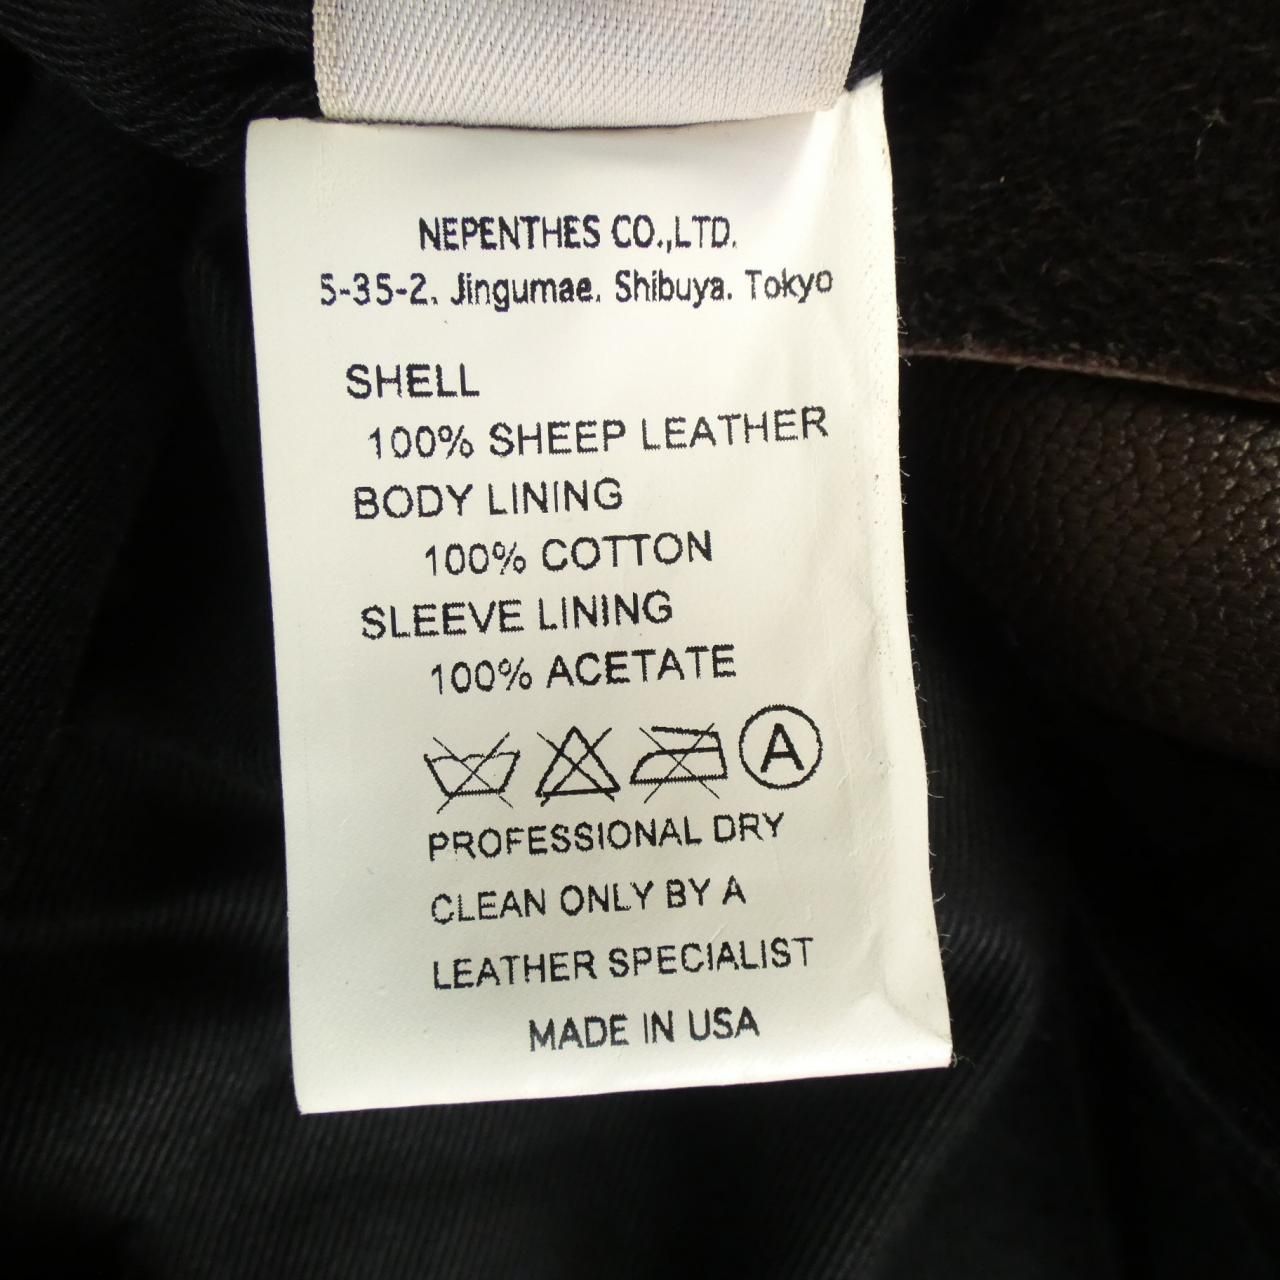 NEPENTHES CO.,LTD.
5-35-2, Jingumae, Shibuya, Tokyo
SHELL
100% SHEEP LEATHER
BODY LINING
100% COTTON
SLEEVE LINING
100% ACETATE
A
PROFESSIONAL DRY
CLEAN ONLY BY A
LEATHER SPECIALIST
MADE IN USA